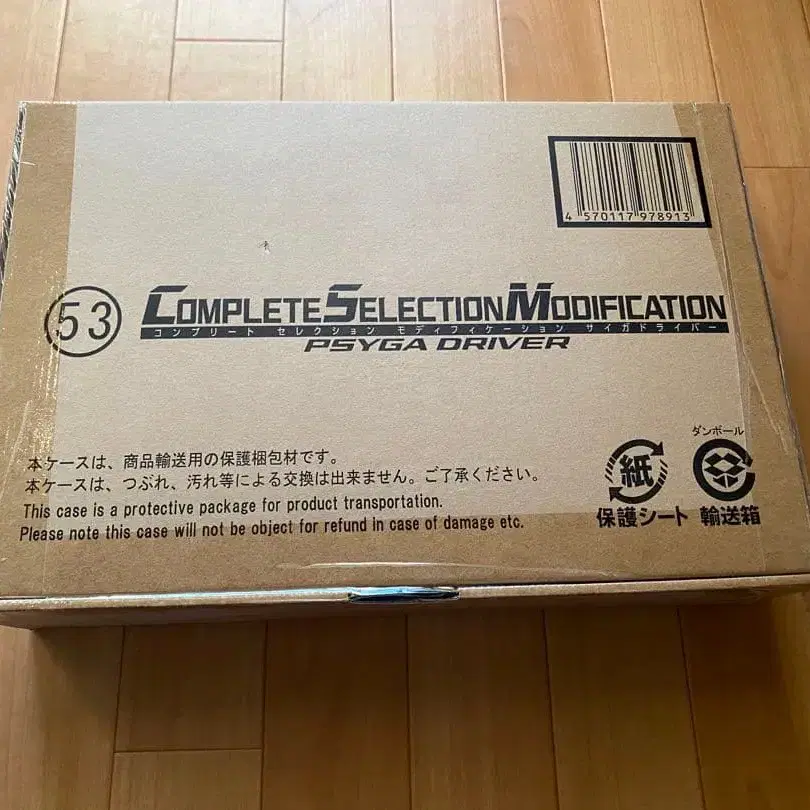 4 570117 978913
53
COMPLETE SELECTION MODIFICATION
コンプリート セレクション モディフィケーション サイガドライバー
PSYGA DRIVER
本ケースは、商品輸送用の保護梱包材です。
本ケースは、つぶれ、汚れ等による交換は出来ません。ご了承ください。
This case is a protective package for product transportation.
Please note this case will not be object for refund in case of damage etc.
紙
保護シート
ダンボール
輸送箱